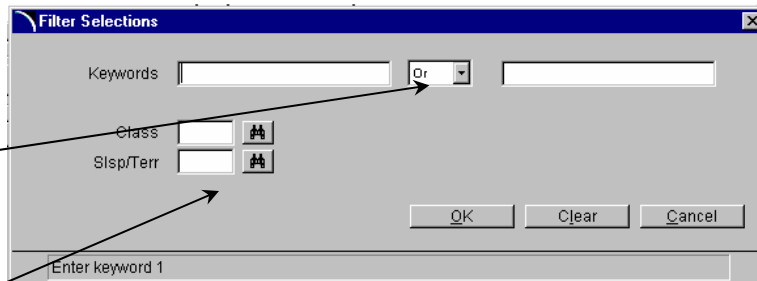 Filter Selections
Keywords Or
Class
Slsp/Terr
OK Clear Cancel
Enter keyword 1